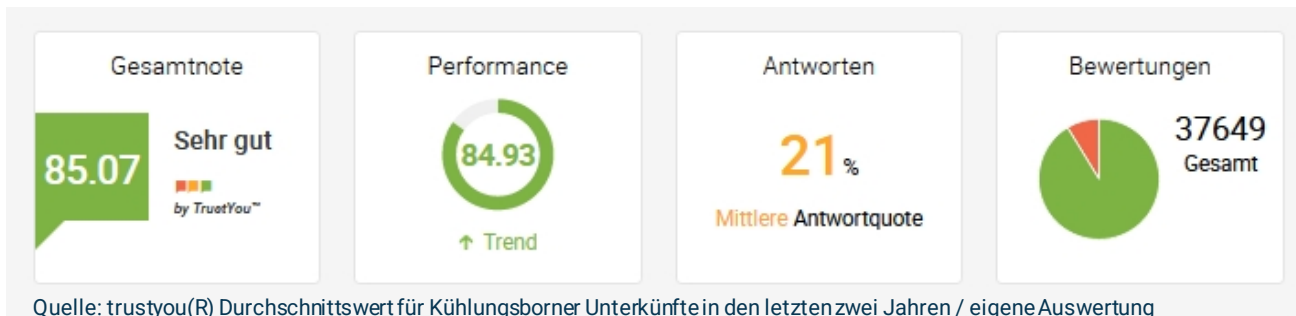 Gesamtnote
85.07
Sehr gut
by TrustYou™
Performance
84.93
↑ Trend
Antworten
21 %
Mittlere Antwortquote
Bewertungen
37649
Gesamt
Quelle: trustyou(R) Durchschnittswert für Kühlungsborner Unterkünfte in den letzten zwei Jahren / eigene Auswertung